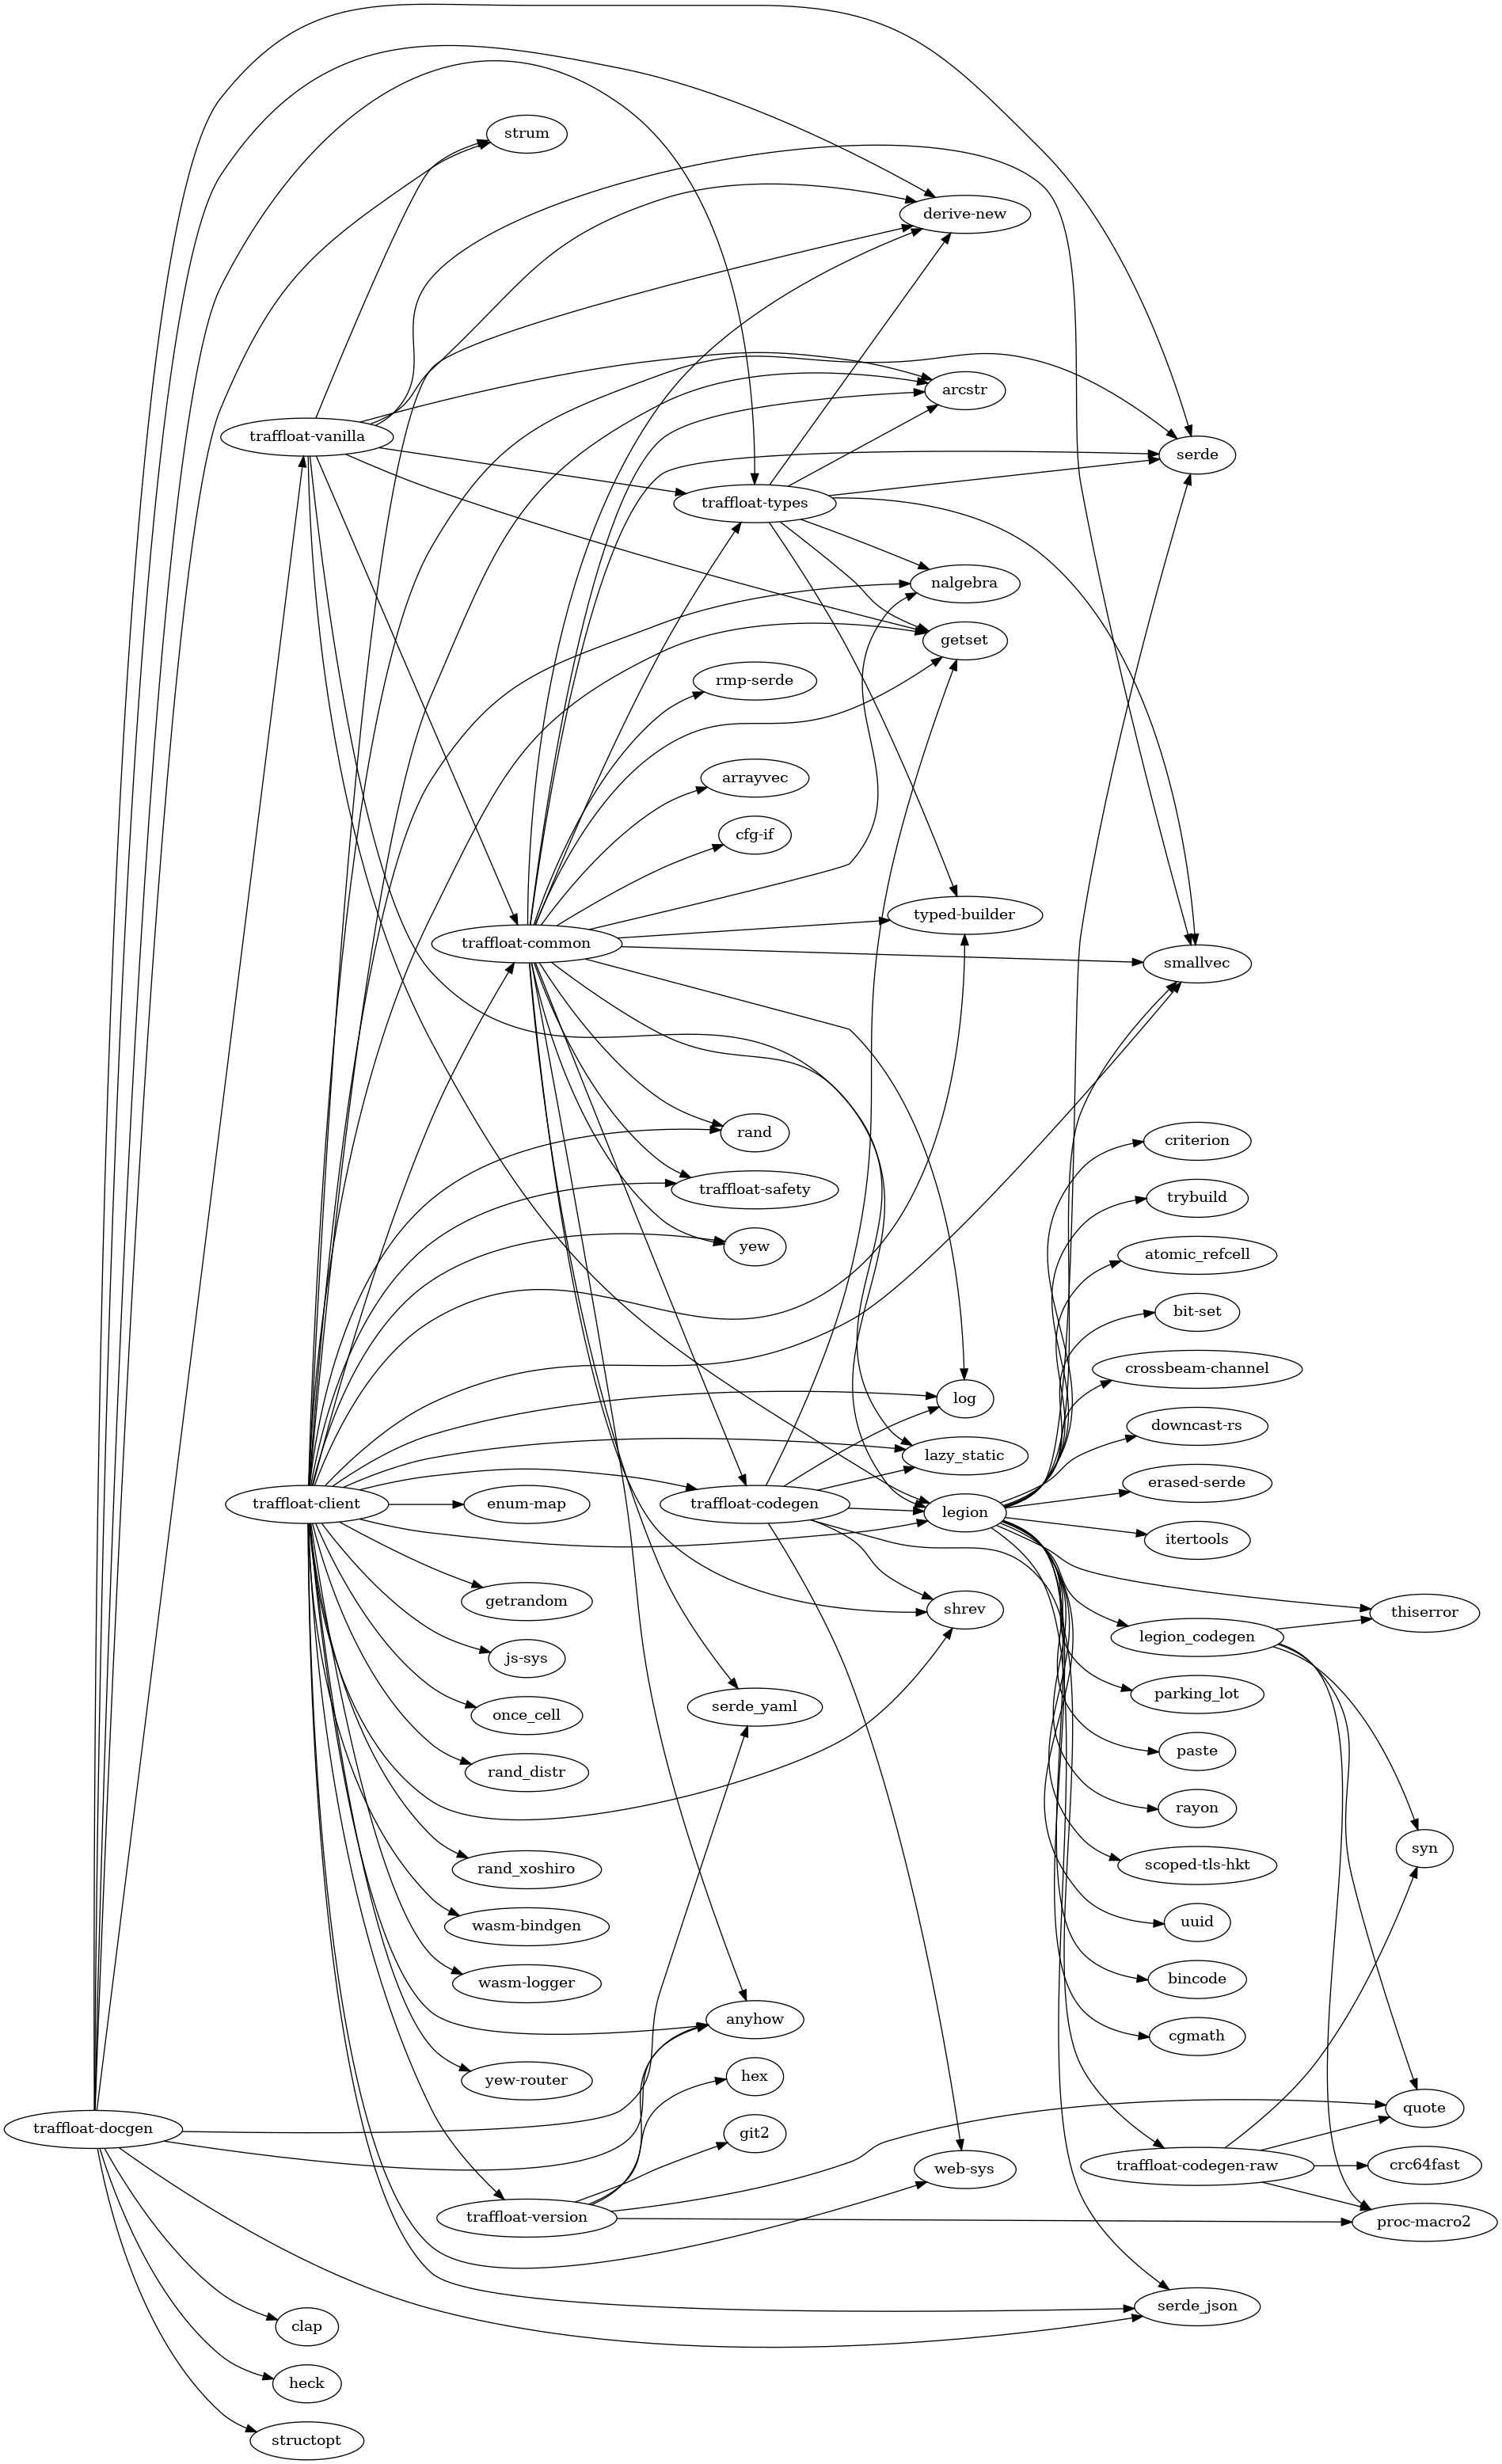 strum
derive-new
arcstr
traffloat-vanilla
serde
traffloat-types
nalgebra
getset
rmp-serde
arrayvec
cfg-if
typed-builder
traffloat-common
smallvec
rand
criterion
traffloat-safety
trybuild
yew
atomic_refcell
bit-set
crossbeam-channel
log
downcast-rs
lazy_static
erased-serde
traffloat-client
enum-map
traffloat-codegen
legion
itertools
getrandom
shrev
thiserror
legion_codegen
js-sys
parking_lot
serde_yaml
once_cell
paste
rand_distr
rayon
syn
rand_xoshiro
scoped-tls-hkt
uuid
wasm-bindgen
bincode
wasm-logger
anyhow
cgmath
hex
yew-router
quote
traffloat-docgen
git2
crc64fast
traffloat-codegen-raw
web-sys
traffloat-version
proc-macro2
serde_json
clap
heck
structopt